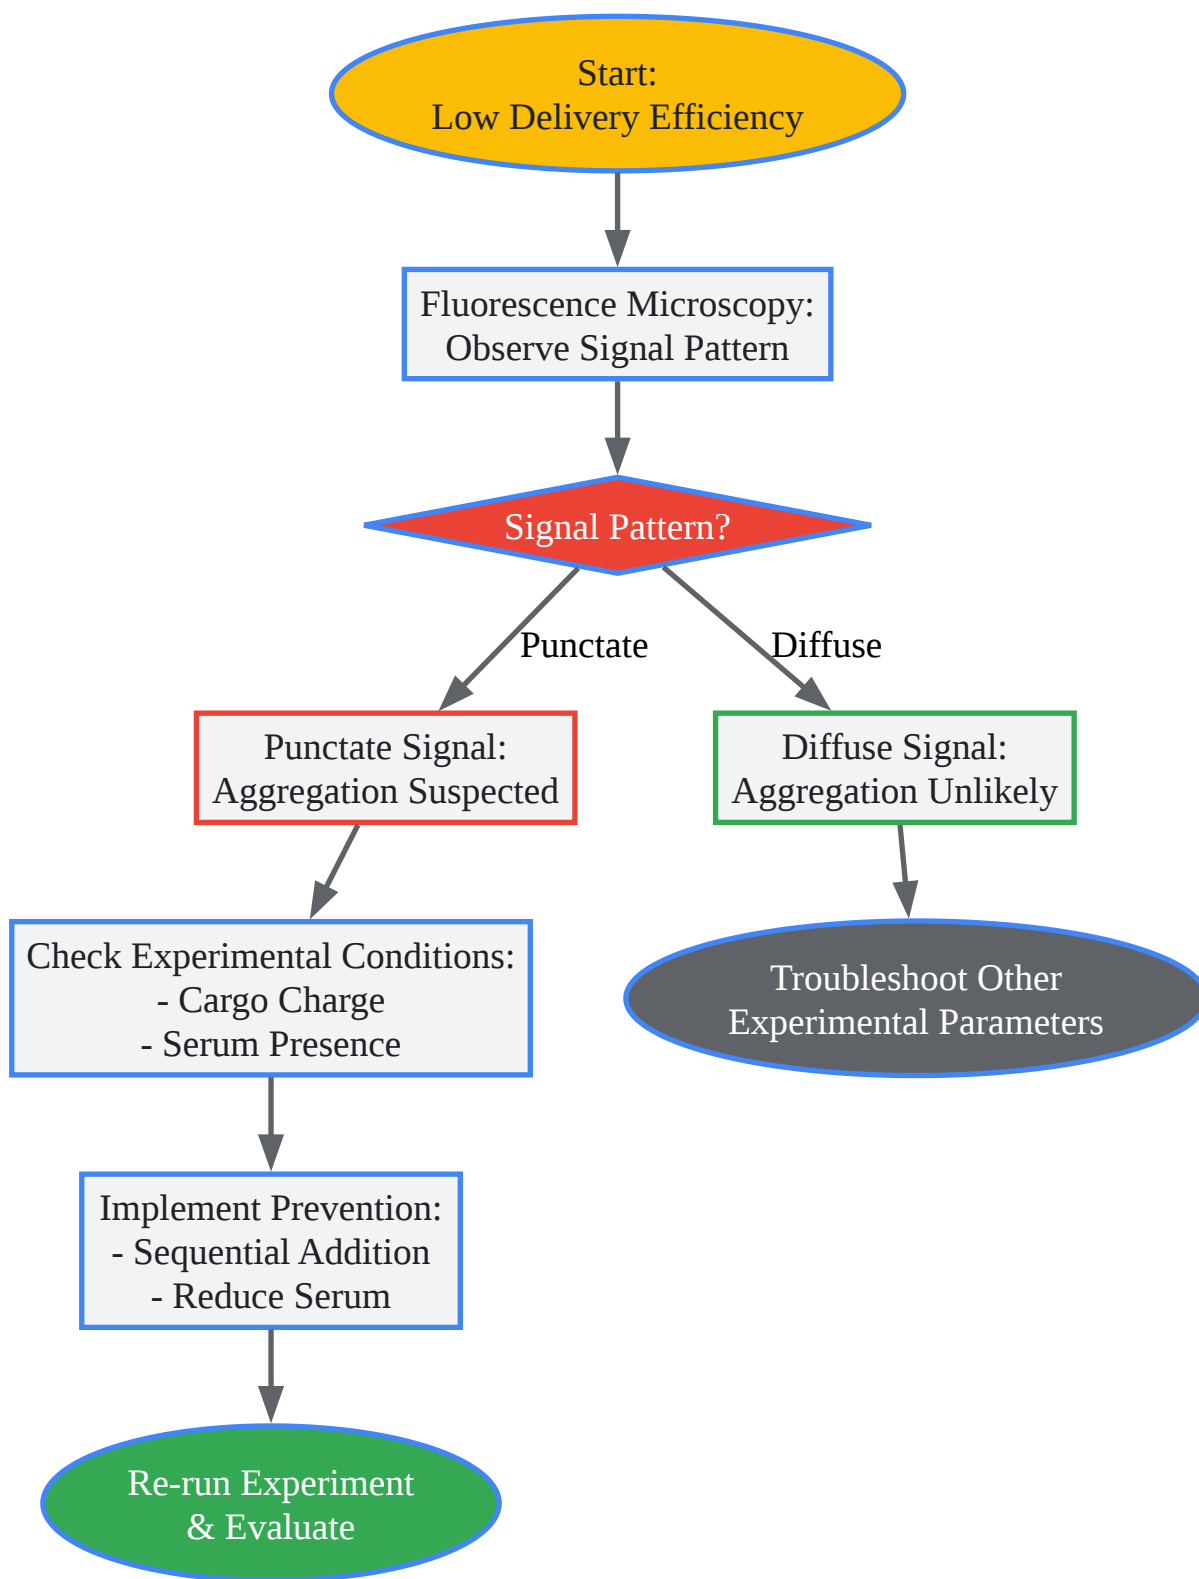 Start:
Low Delivery Efficiency
Fluorescence Microscopy:
Observe Signal Pattern
Signal Pattern?
Punctate
Diffuse
Punctate Signal:
Aggregation Suspected
Diffuse Signal:
Aggregation Unlikely
Check Experimental Conditions:
- Cargo Charge
- Serum Presence
Troubleshoot Other
Experimental Parameters
Implement Prevention:
- Sequential Addition
- Reduce Serum
Re-run Experiment
& Evaluate